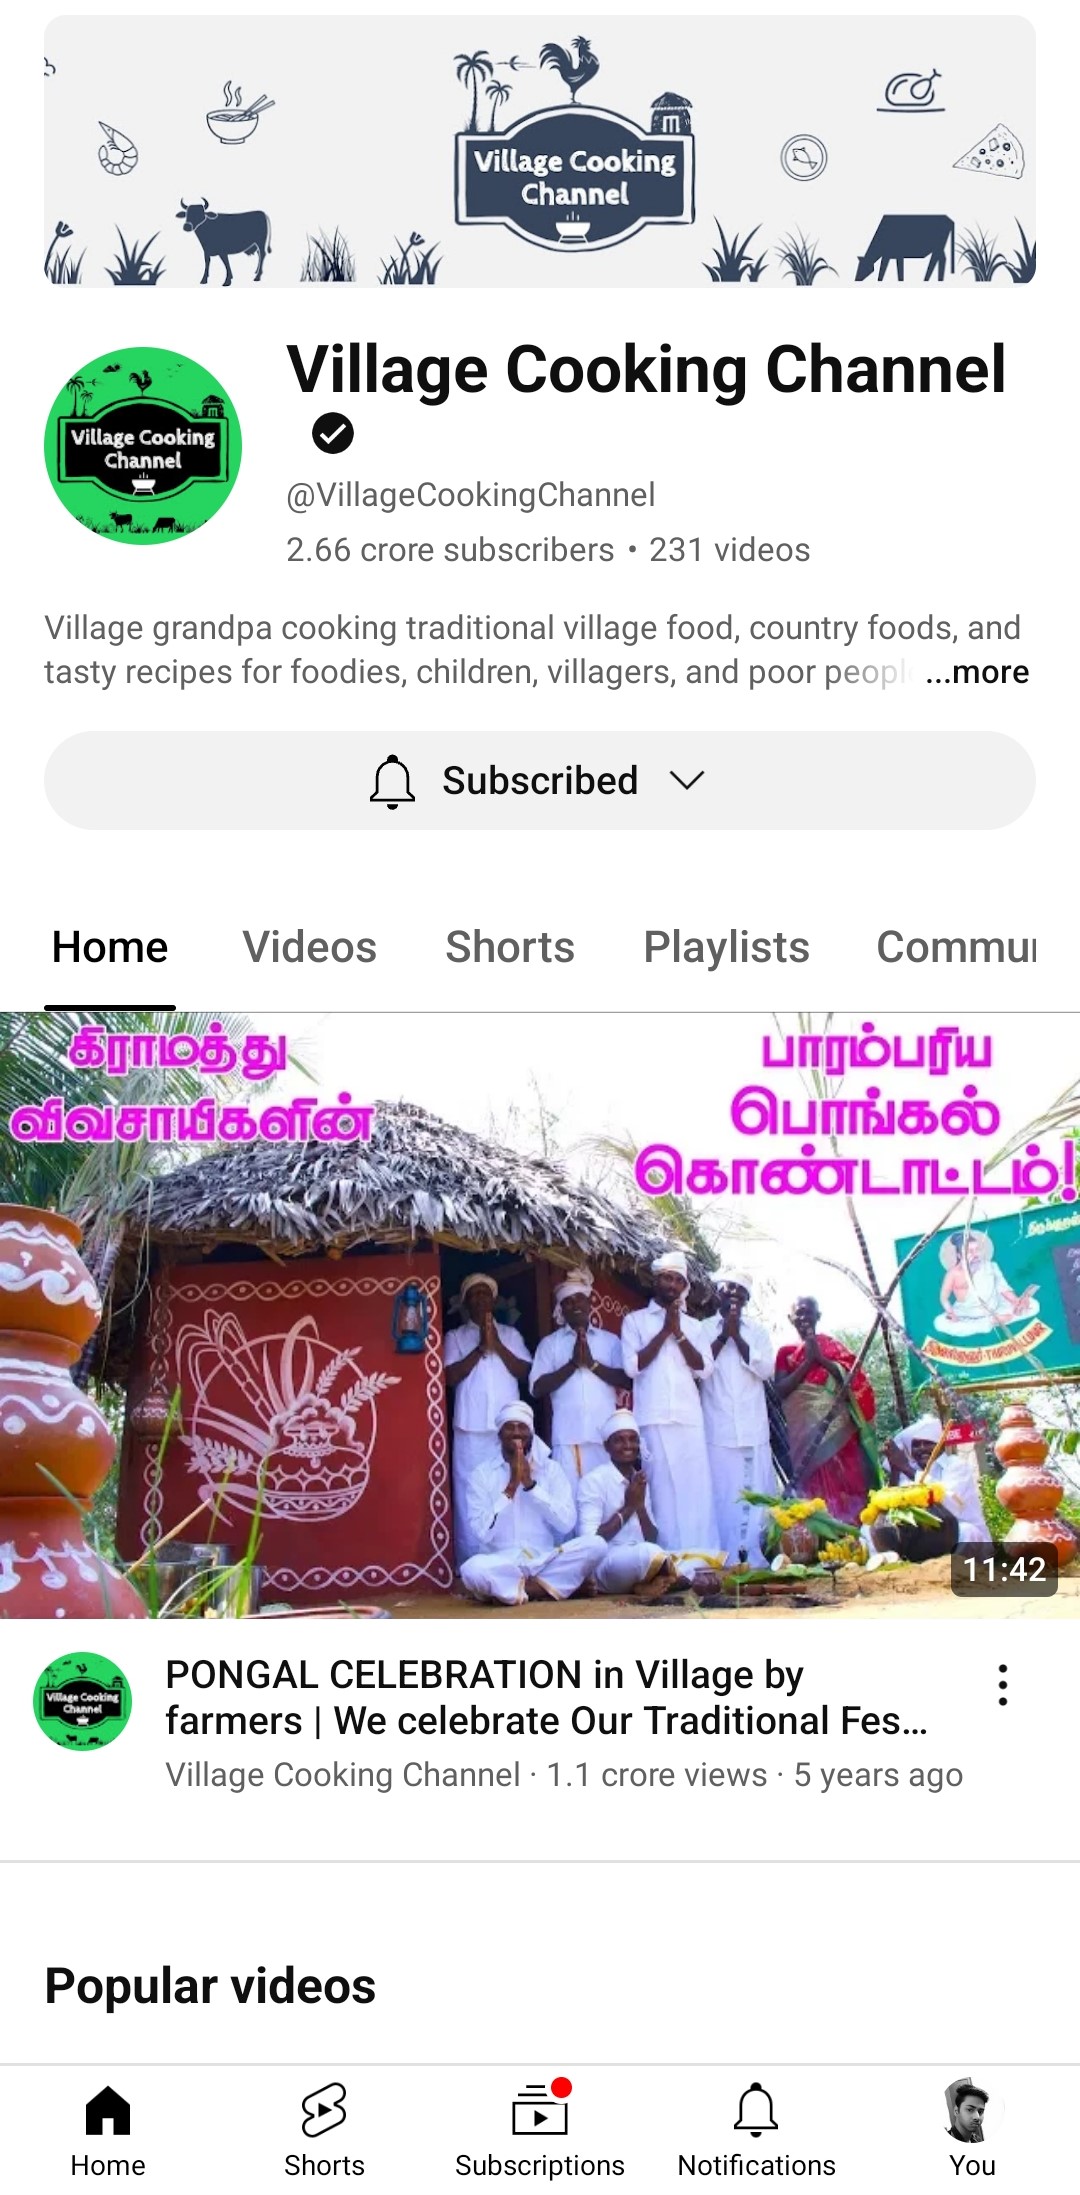 Village Cooking
Channel
Village Cooking Channel
Village Cooking
Channel
@VillageCookingChannel
2.66 crore subscribers • 231 videos
Village grandpa cooking traditional village food, country foods, and
tasty recipes for foodies, children, villagers, and poor peopl ...more
Subscribed
Home Videos Shorts Playlists Commun
கிராமத்து
விவசாயிகளின்
பாரம்பரிய
பொங்கல்
கொண்டாட்டம்!
11:42
PONGAL CELEBRATION in Village by
farmers | We celebrate Our Traditional Fes...
Village Cooking
Channel
Village Cooking Channel · 1.1 crore views · 5 years ago
Popular videos
Home Shorts Subscriptions Notifications You